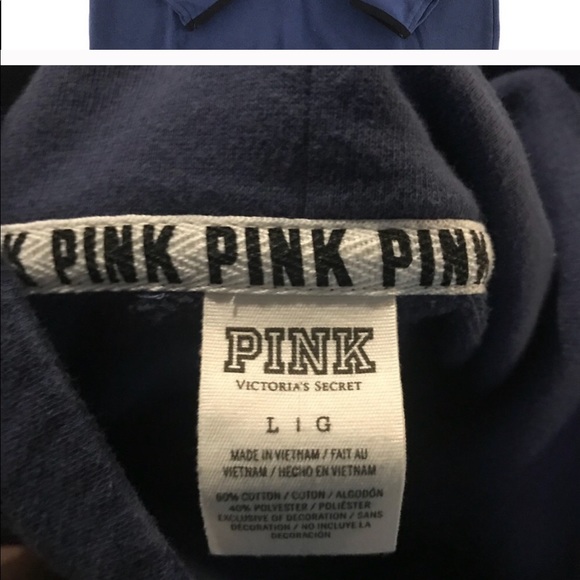 K PINK PINK PINK
PINK
VICTORIA'S SECRET
L | G
MADE IN VIETNAM / FAIT AU
VIETNAM / HECHO EN VIETNAM
60% COTTON / COTON / ALGODÓN
40% POLYESTER / POLIÉSTER
EXCLUSIVE OF DECORATION / SANS
DÉCORATION / NO INCLUYE LA
DECORACIÓN